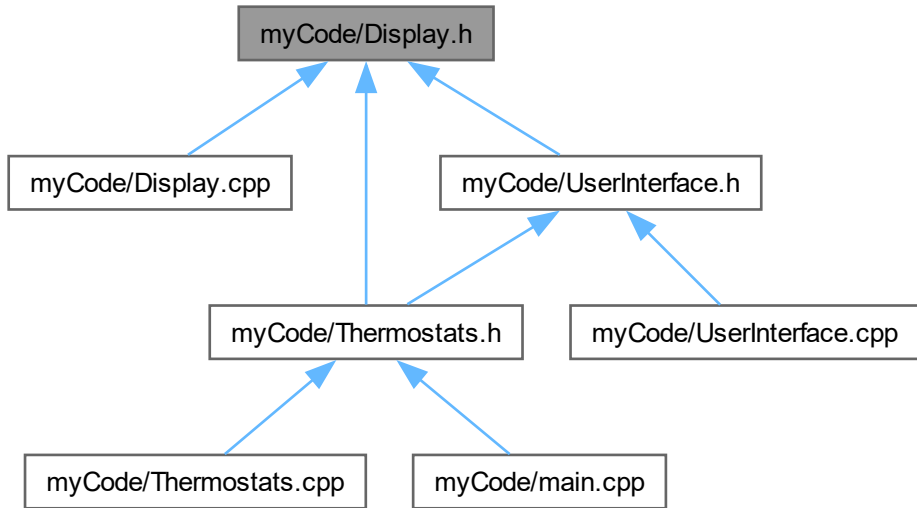 myCode/Display.h
myCode/Display.cpp
myCode/UserInterface.h
myCode/Thermostats.h
myCode/UserInterface.cpp
myCode/Thermostats.cpp
myCode/main.cpp